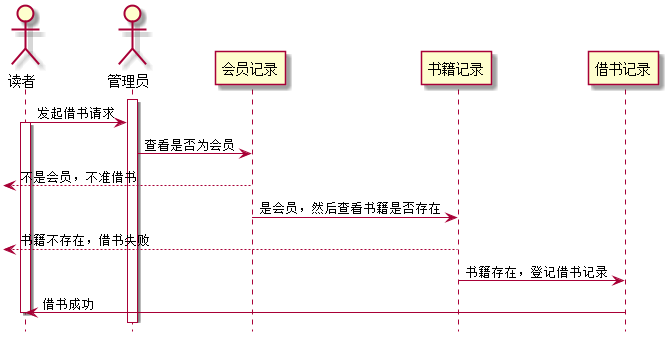 读者
管理员
会员记录
书籍记录
借书记录
发起借书请求
查看是否为会员
不是会员，不准借书
是会员，然后查看书籍是否存在
书籍不存在，借书失败
书籍存在，登记借书记录
借书成功